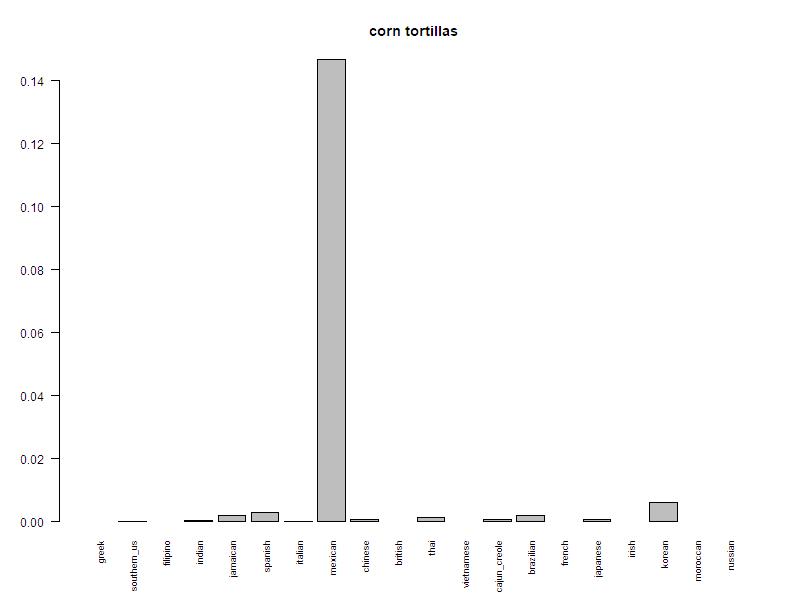 corn tortillas
0.14
0.12
0.10
0.08
0.06
0.04
0.02
0.00
greek
southern_us
filipino
indian
jamaican
spanish
italian
mexican
chinese
british
thai
vietnamese
cajun_creole
brazilian
french
japanese
irish
korean
moroccan
russian